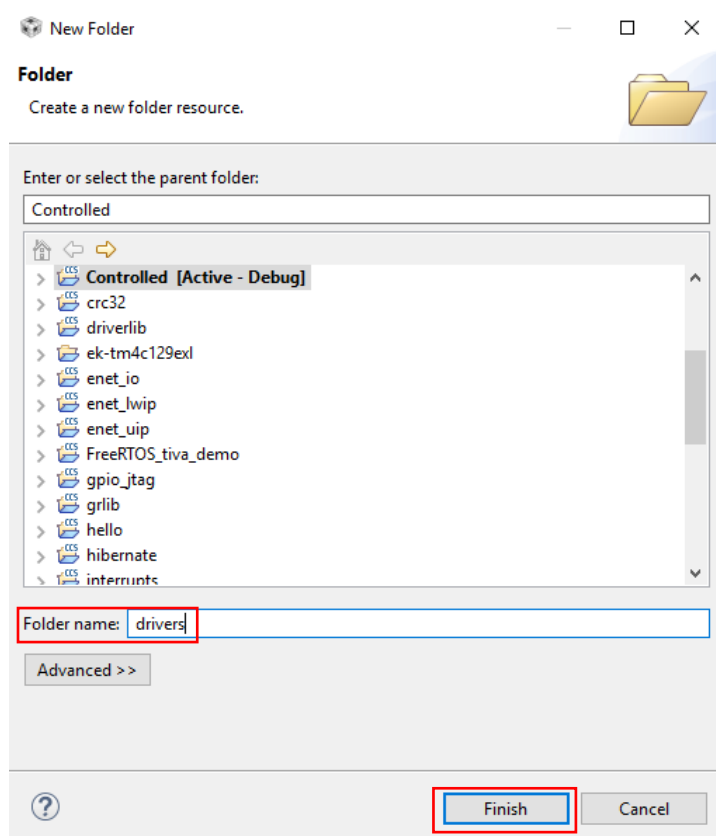 New Folder
Folder
Create a new folder resource.
Enter or select the parent folder:
Controlled
Controlled [Active - Debug]
crc32
driverlib
ek-tm4c129exl
enet_io
enet_lwip
enet_uip
FreeRTOS_tiva_demo
gpio_jtag
grlib
hello
hibernate
interrupts
Folder name: drivers
Advanced >>
? Finish Cancel